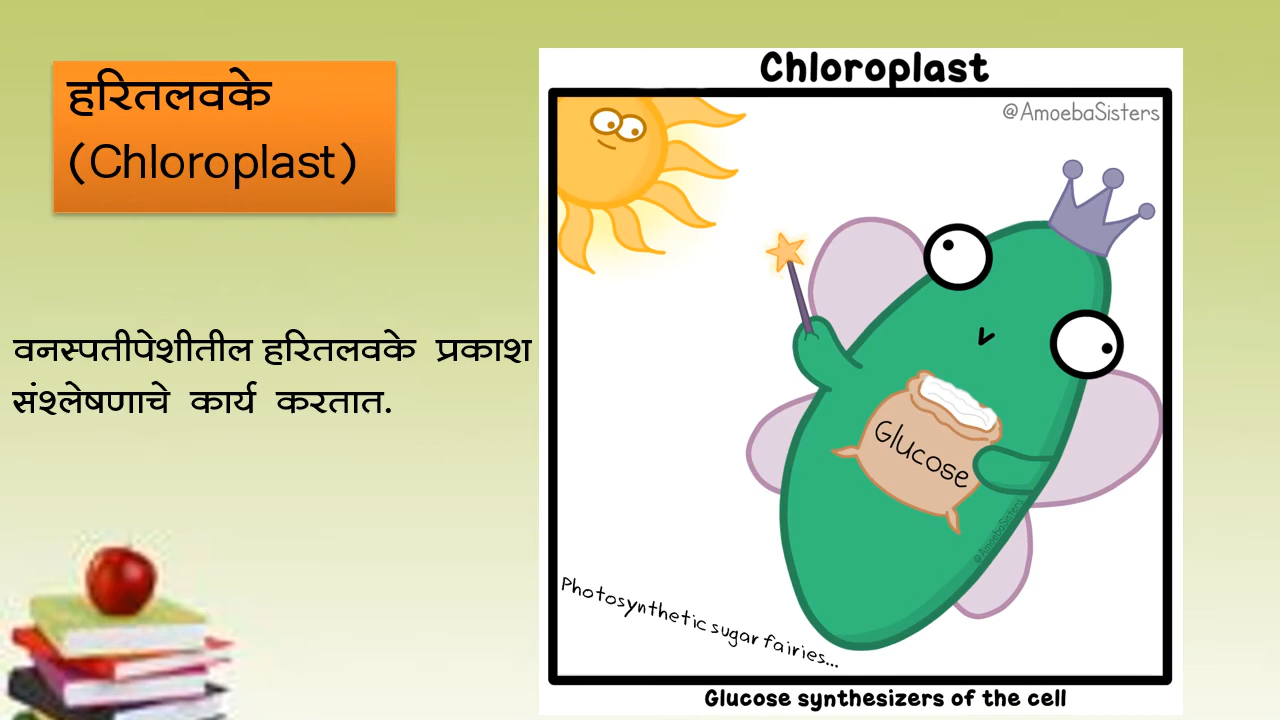 हरितलवके
(Chloroplast)
वनस्पतीपेशीतील हरितलवके प्रकाश
संश्लेषणाचे कार्य करतात.
Chloroplast
@AmoebaSisters
Glucose
@AmoebaSisters
Photosynthetic sugar fairies...
Glucose synthesizers of the cell